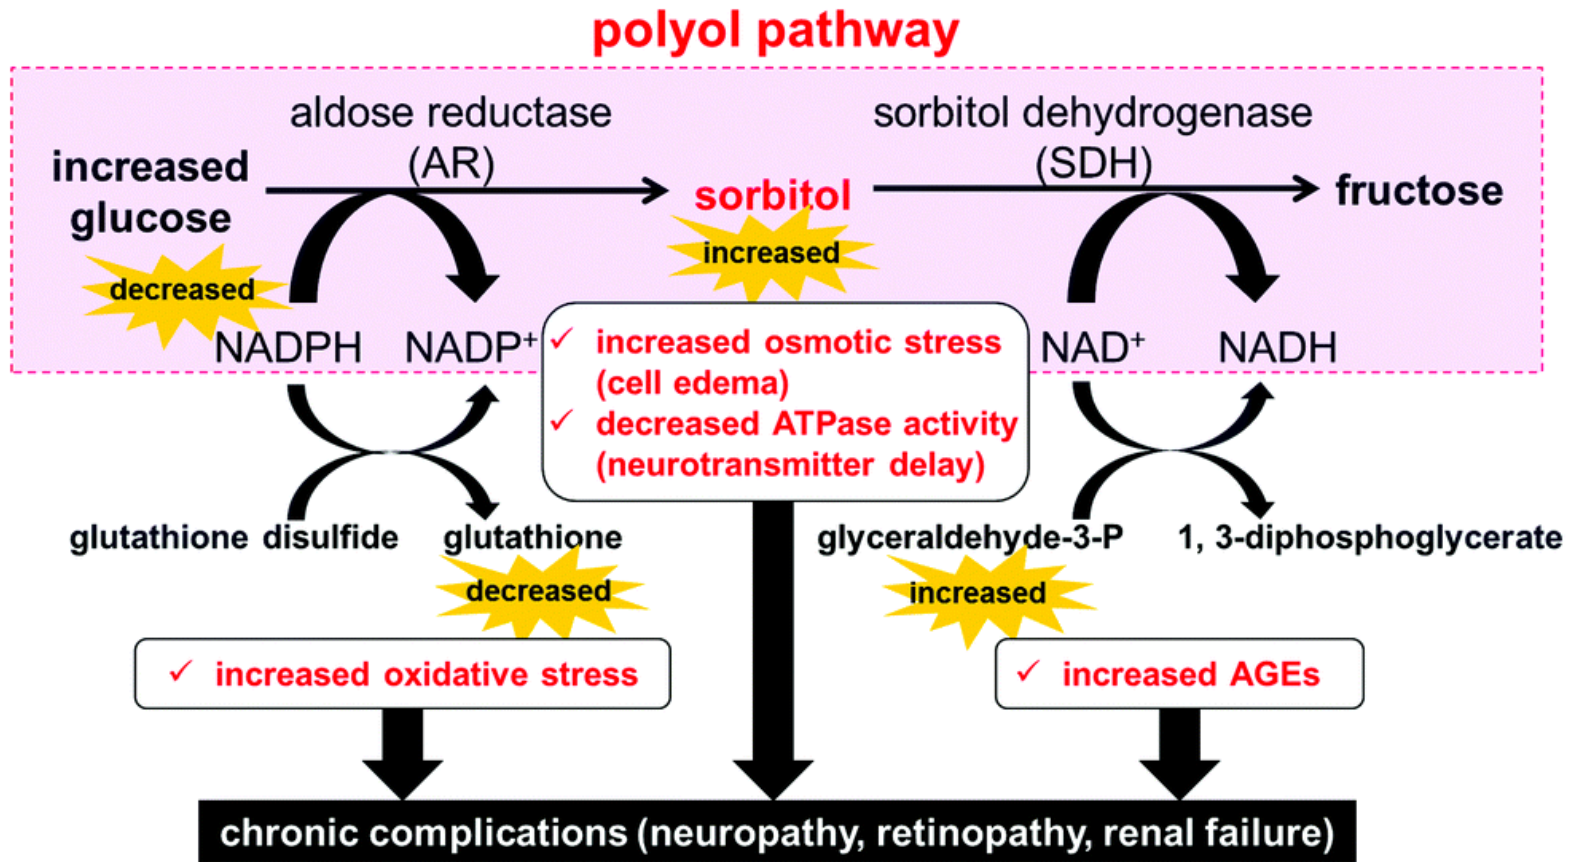 polyol pathway
aldose reductase
(AR)
sorbitol dehydrogenase
(SDH)
increased
glucose
sorbitol
fructose
decreased
increased
NADPH
NADP+
NAD+
NADH
✓ increased osmotic stress
(cell edema)
✓ decreased ATPase activity
(neurotransmitter delay)
glutathione disulfide
glutathione
glyceraldehyde-3-P
1, 3-diphosphoglycerate
decreased
increased
✓ increased oxidative stress
✓ increased AGEs
chronic complications (neuropathy, retinopathy, renal failure)